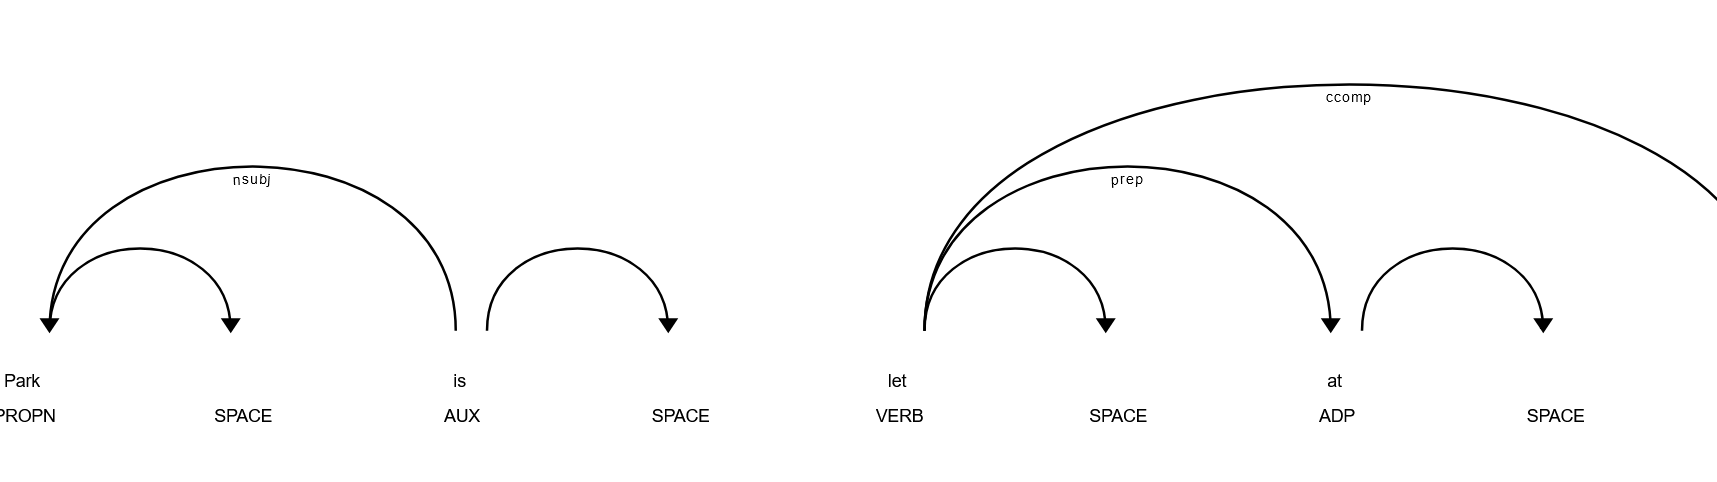 ccomp
nsubj prep
Park is let at
PROPN SPACE AUX SPACE VERB SPACE ADP SPACE